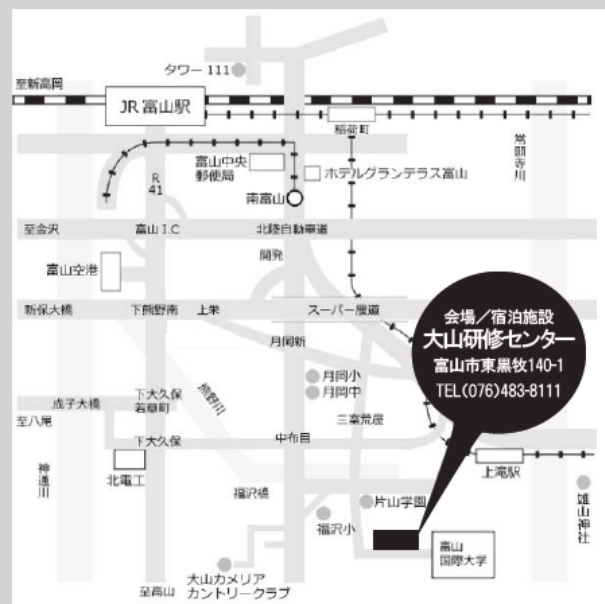 タワー 111
至新高岡
JR 富山駅
稲荷町
常願寺川
富山中央
郵便局
ホテルグランテラス富山
R
41
南富山
至金沢
富山 I.C
北陸自動車道
開発
富山空港
新保大橋
下熊野南
上栄
スーパー農道
月岡新
会場／宿泊施設
大山研修センター
富山市東黒牧140-1
TEL(076)483-8111
月岡小
月岡中
熊野川
成子大橋
下大久保
若草町
三室荒屋
至八尾
下大久保
中布目
上滝駅
北電工
神通川
福沢橋
片山学園
福沢小
雄山神社
富山
国際大学
大山カメリア
カントリークラブ
至高山